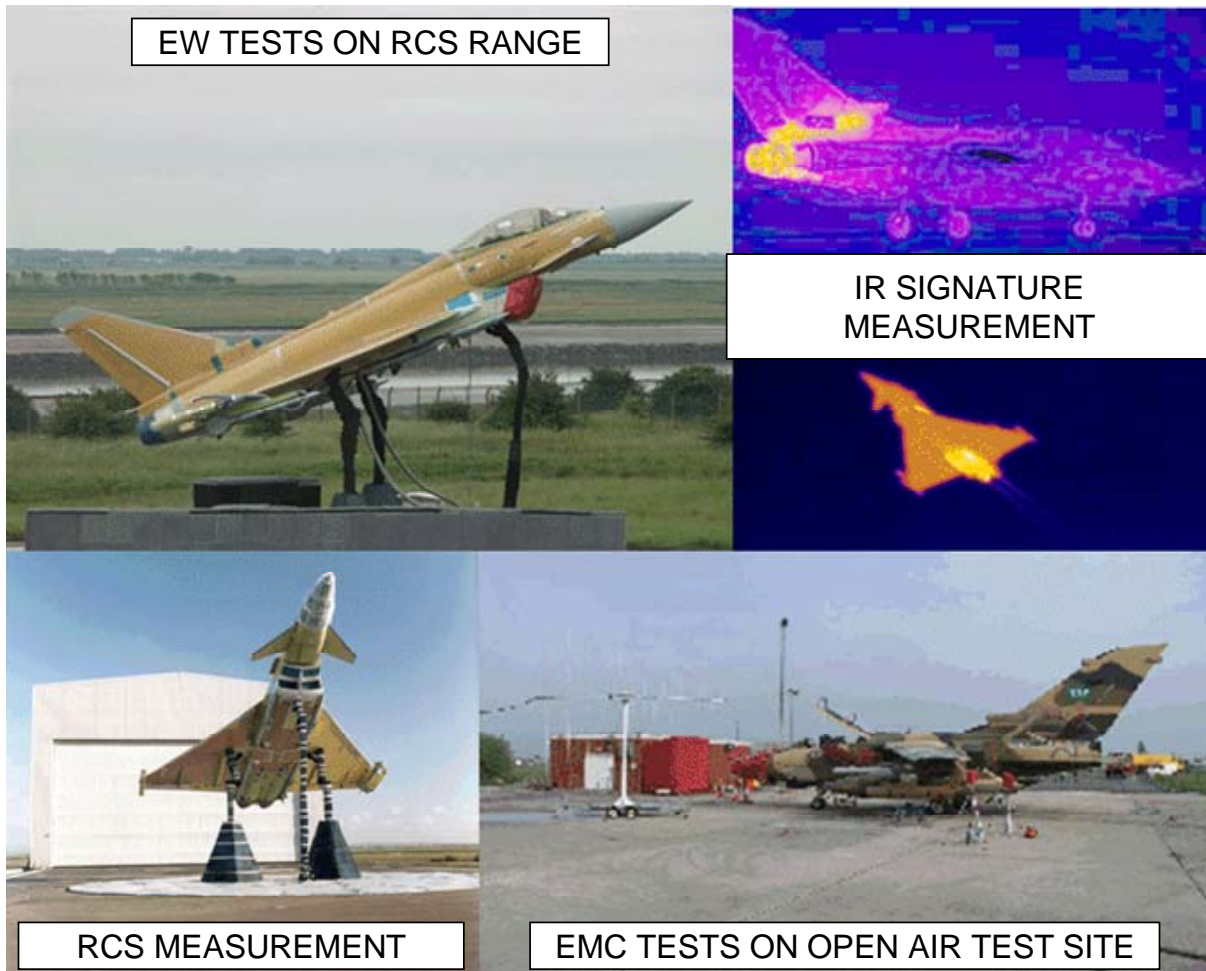 EW TESTS ON RCS RANGE
IR SIGNATURE
MEASUREMENT
RCS MEASUREMENT
EMC TESTS ON OPEN AIR TEST SITE